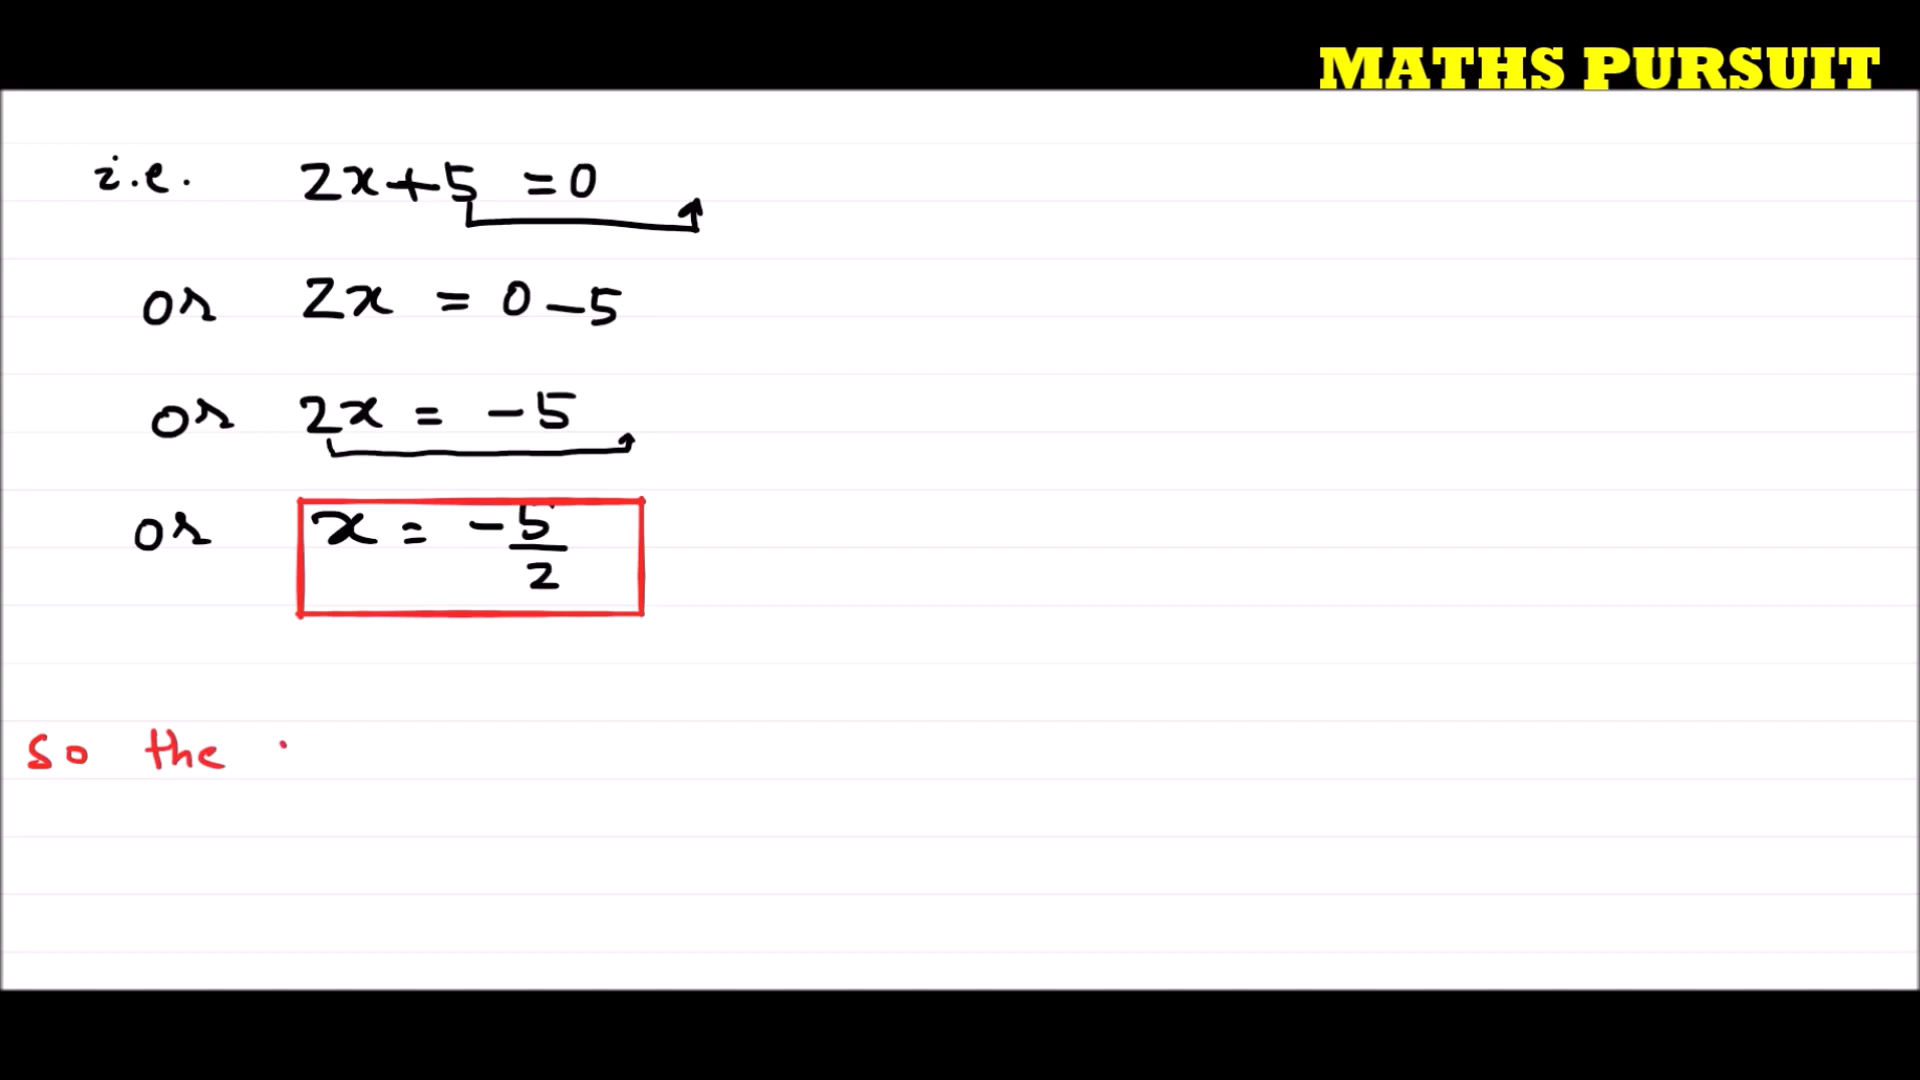 MATHS PURSUIT
i.e. 2x+5 =0
or 2x = 0-5
or 2x = -5
or x = -5/2
so the